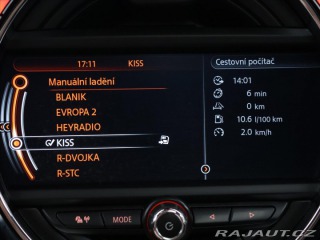 17:11 KISS
Manuální ladění
BLANIK
EVROPA 2
HEYRADIO
KISS
R-DVOJKA
R-STC
Cestovní počítač
14:01
6 min
0 km
10.6 l/100 km
2.0 km/h
MODE
RAJAUT.CZ